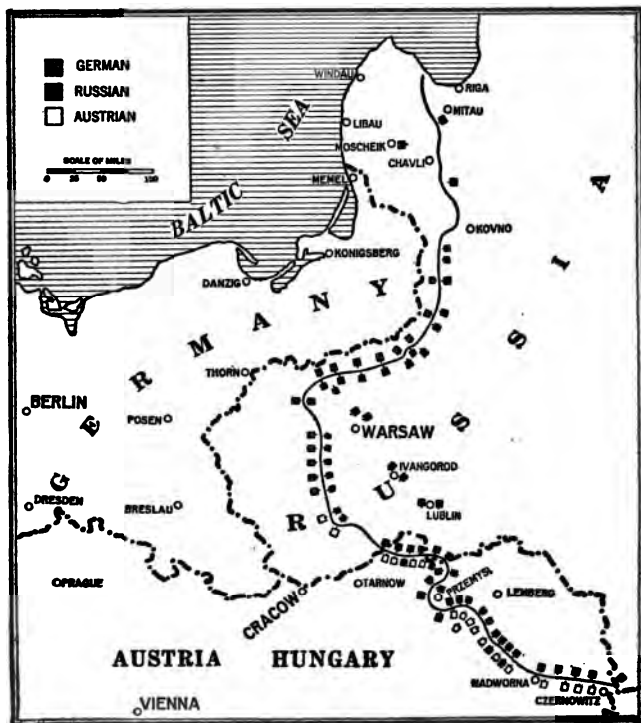 GERMAN
RUSSIAN
AUSTRIAN
SCALE OF MILES
0 25 50 100
WINDAU
RIGA
MITAU
LIBAU
MOSCHEIK
CHAVLI
MEMEL
BALTIC SEA
KOVNO
KONIGSBERG
DANZIG
GERMANY
RUSSIA
THORN
BERLIN
POSEN
WARSAW
IVANGOROD
DRESDEN
BRESLAU
LUBLIN
PRAGUE
CRACOW
TARNOW
PRZEMYSL
LEMBERG
AUSTRIA HUNGARY
NADWORNA
CZERNOWITZ
VIENNA